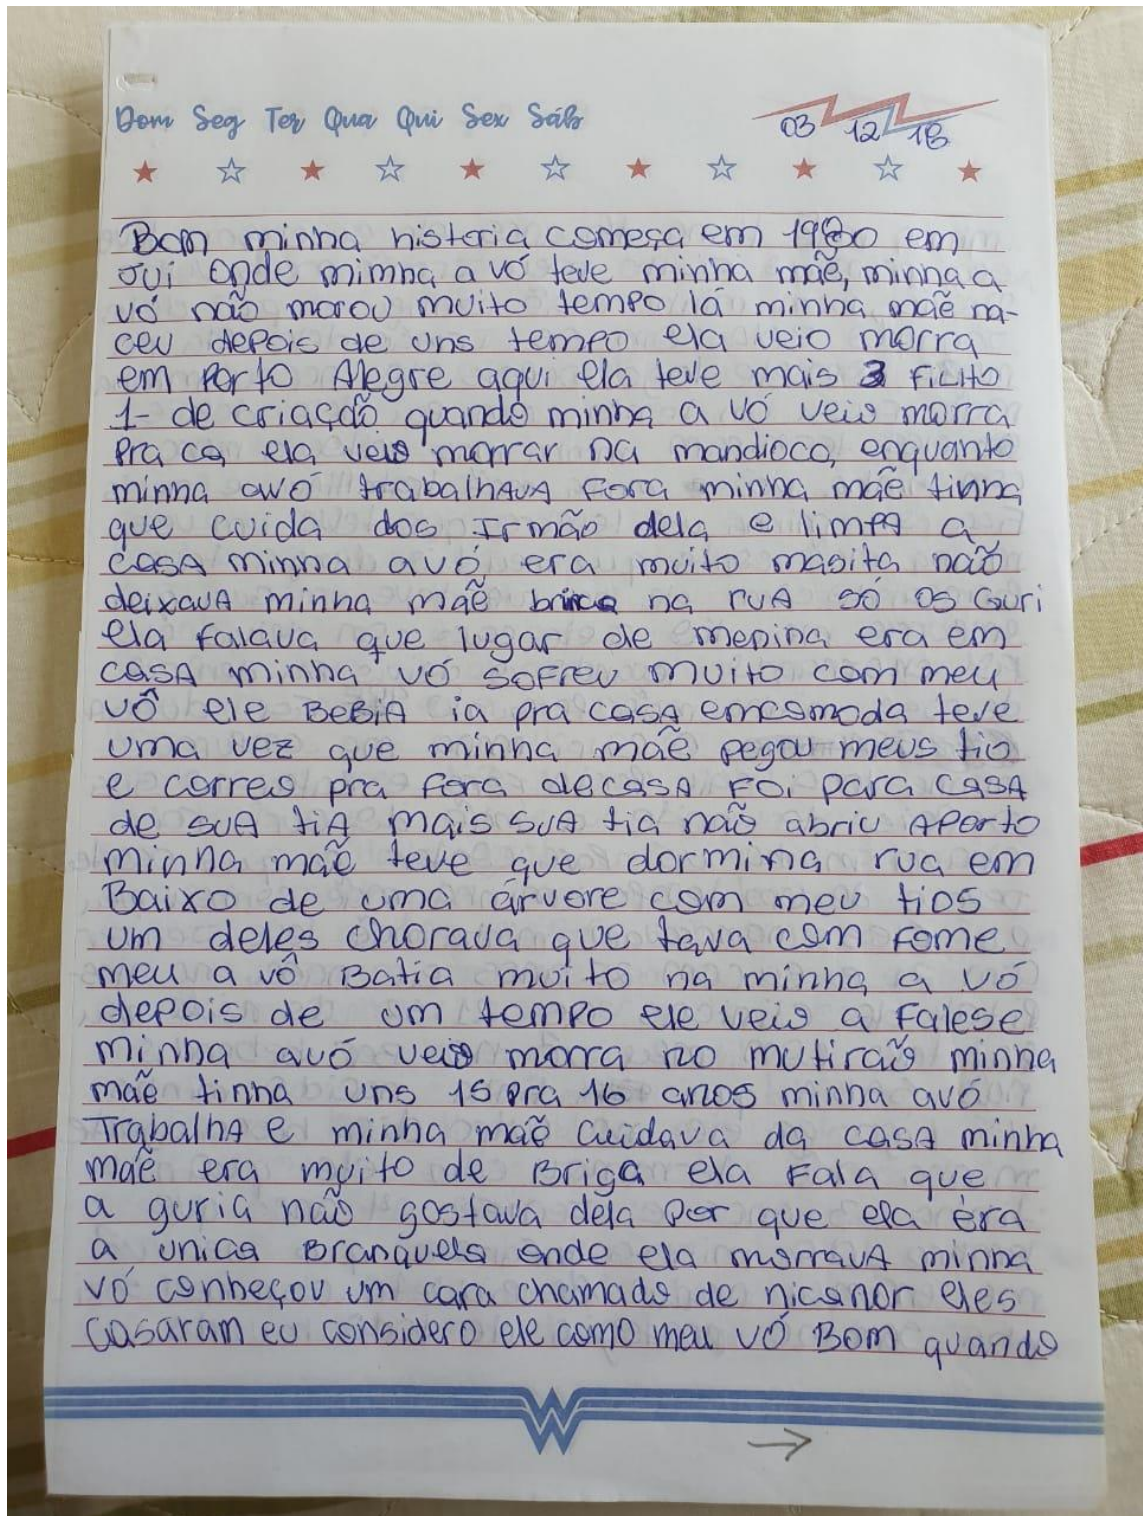 Dom Seg Ter Qua Qui Sex Sáb
03 12 18
Bom minha historia começa em 1980 em
minha a vó teve minha mãe, minha a
vó não morou muito tempo lá minha mãe na-
ceu depois de uns tempo ela veio morra
em Porto Alegre aqui ela teve mais 3 FiLHo
1- de criação quando minha a vó veio morra
pra ca ela veio morrar na mandioca, enquanto
minha avó trabalhAvA Fora minha mãe tinha
que cuida dos Irmão dela e limpA a
casA minha avó era muito não
deixavA minha mãe brinca na ruA só os Guri
ela Falava que lugar de menina era em
casA minha vó soFreu muito com meu
vô ele BeBiA ia pra casA emcomoda teve
uma vez que minha mãe pegou meus tio
e correo pra Fora decasA Foi para casA
de suA tiA mais suA tia não abriu APorto
minha mãe teve que dormina rua em
Baixo de uma árvore com meu tios
um deles chorava que tava com Fome
meu a vô Batia muito na minha a vó
depois de um tempo ele veio a Falese
minha avó veio morra no mutirão minha
mãe tinha uns 15 pra 16 anos minha avó
TrabalhA e minha mãe cuidava da casA minha
mãe era muito de Briga ela Fala que
a guria não gostava dela Por que ela era
a unica Branquela onde ela morravA minha
vó conheçou um cara chamado de nicanor eles
casaram eu considero ele como meu vó Bom quando
W